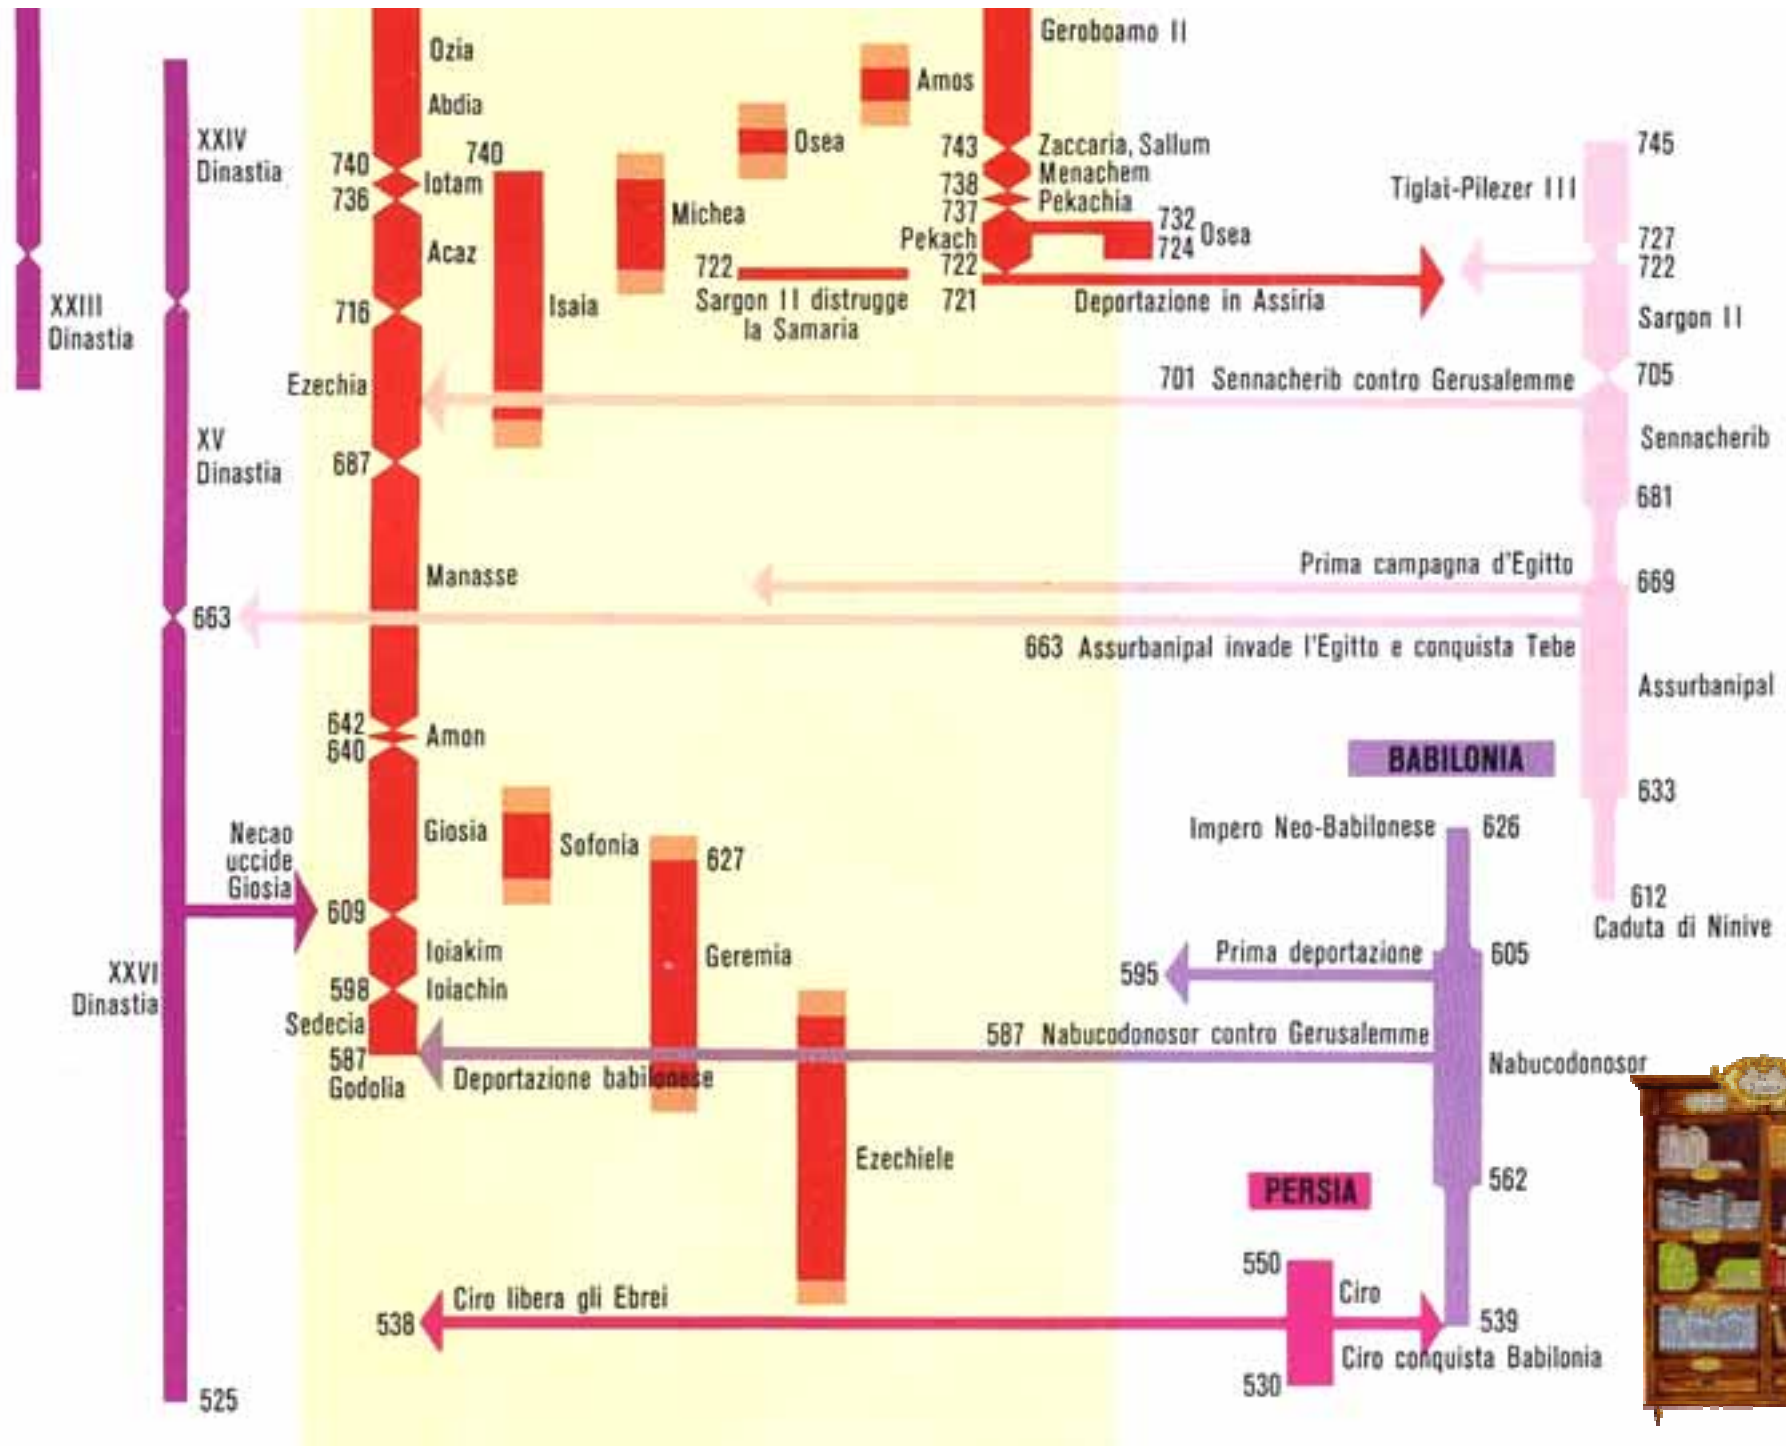 Geroboamo II
Ozia
Amos
Abdia
XXIV
Dinastia
740
740
Osea
743
Zaccaria, Sallum
745
Iotam
738
Menachem
Tiglat-Pilezer III
736
737
Pekachia
Michea
732
Osea
724
Pekach
727
Acaz
722
722
722
XXIII
Dinastia
716
Isaia
Sargon II distrugge
la Samaria
721
Deportazione in Assiria
Sargon II
Ezechia
701 Sennacherib contro Gerusalemme
705
XV
Dinastia
687
Sennacherib
681
Manasse
Prima campagna d'Egitto
669
663
663 Assurbanipal invade l'Egitto e conquista Tebe
Assurbanipal
642
640
Amon
BABILONIA
633
Necao
uccide
Giosia
Giosia
Sofonia
627
Impero Neo-Babilonese
626
609
612
Caduta di Ninive
Ioiakim
Geremia
Prima deportazione
605
XXVI
Dinastia
598
Ioiachin
595
Sedecia
587
Godolia
587 Nabucodonosor contro Gerusalemme
Nabucodonosor
Deportazione babilonese
Ezechiele
562
PERSIA
550
Ciro
Ciro libera gli Ebrei
538
539
Ciro conquista Babilonia
530
525